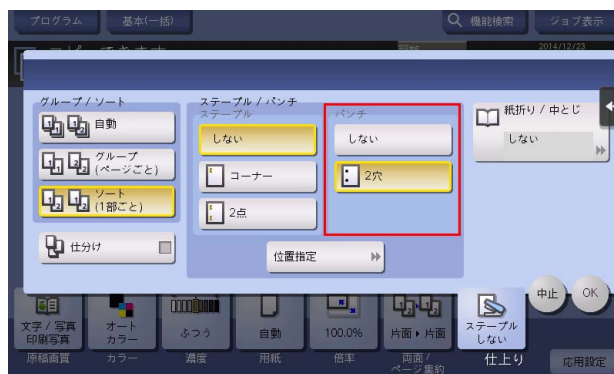 プログラム
基本(一括)
機能検索
ジョブ表示
2014/12/23
グループ / ソート
自動
グループ
(ページごと)
ソート
(1部ごと)
仕分け
ステープル / パンチ
ステープル
しない
コーナー
2点
パンチ
しない
2穴
位置指定
紙折り / 中とじ
しない
中止
OK
文字 / 写真
印刷写真
オート
カラー
ふつう
自動
100.0%
片面 ▸ 片面
ステープル
しない
原稿画質
カラー
濃度
用紙
倍率
両面 /
ページ集約
仕上り
応用設定